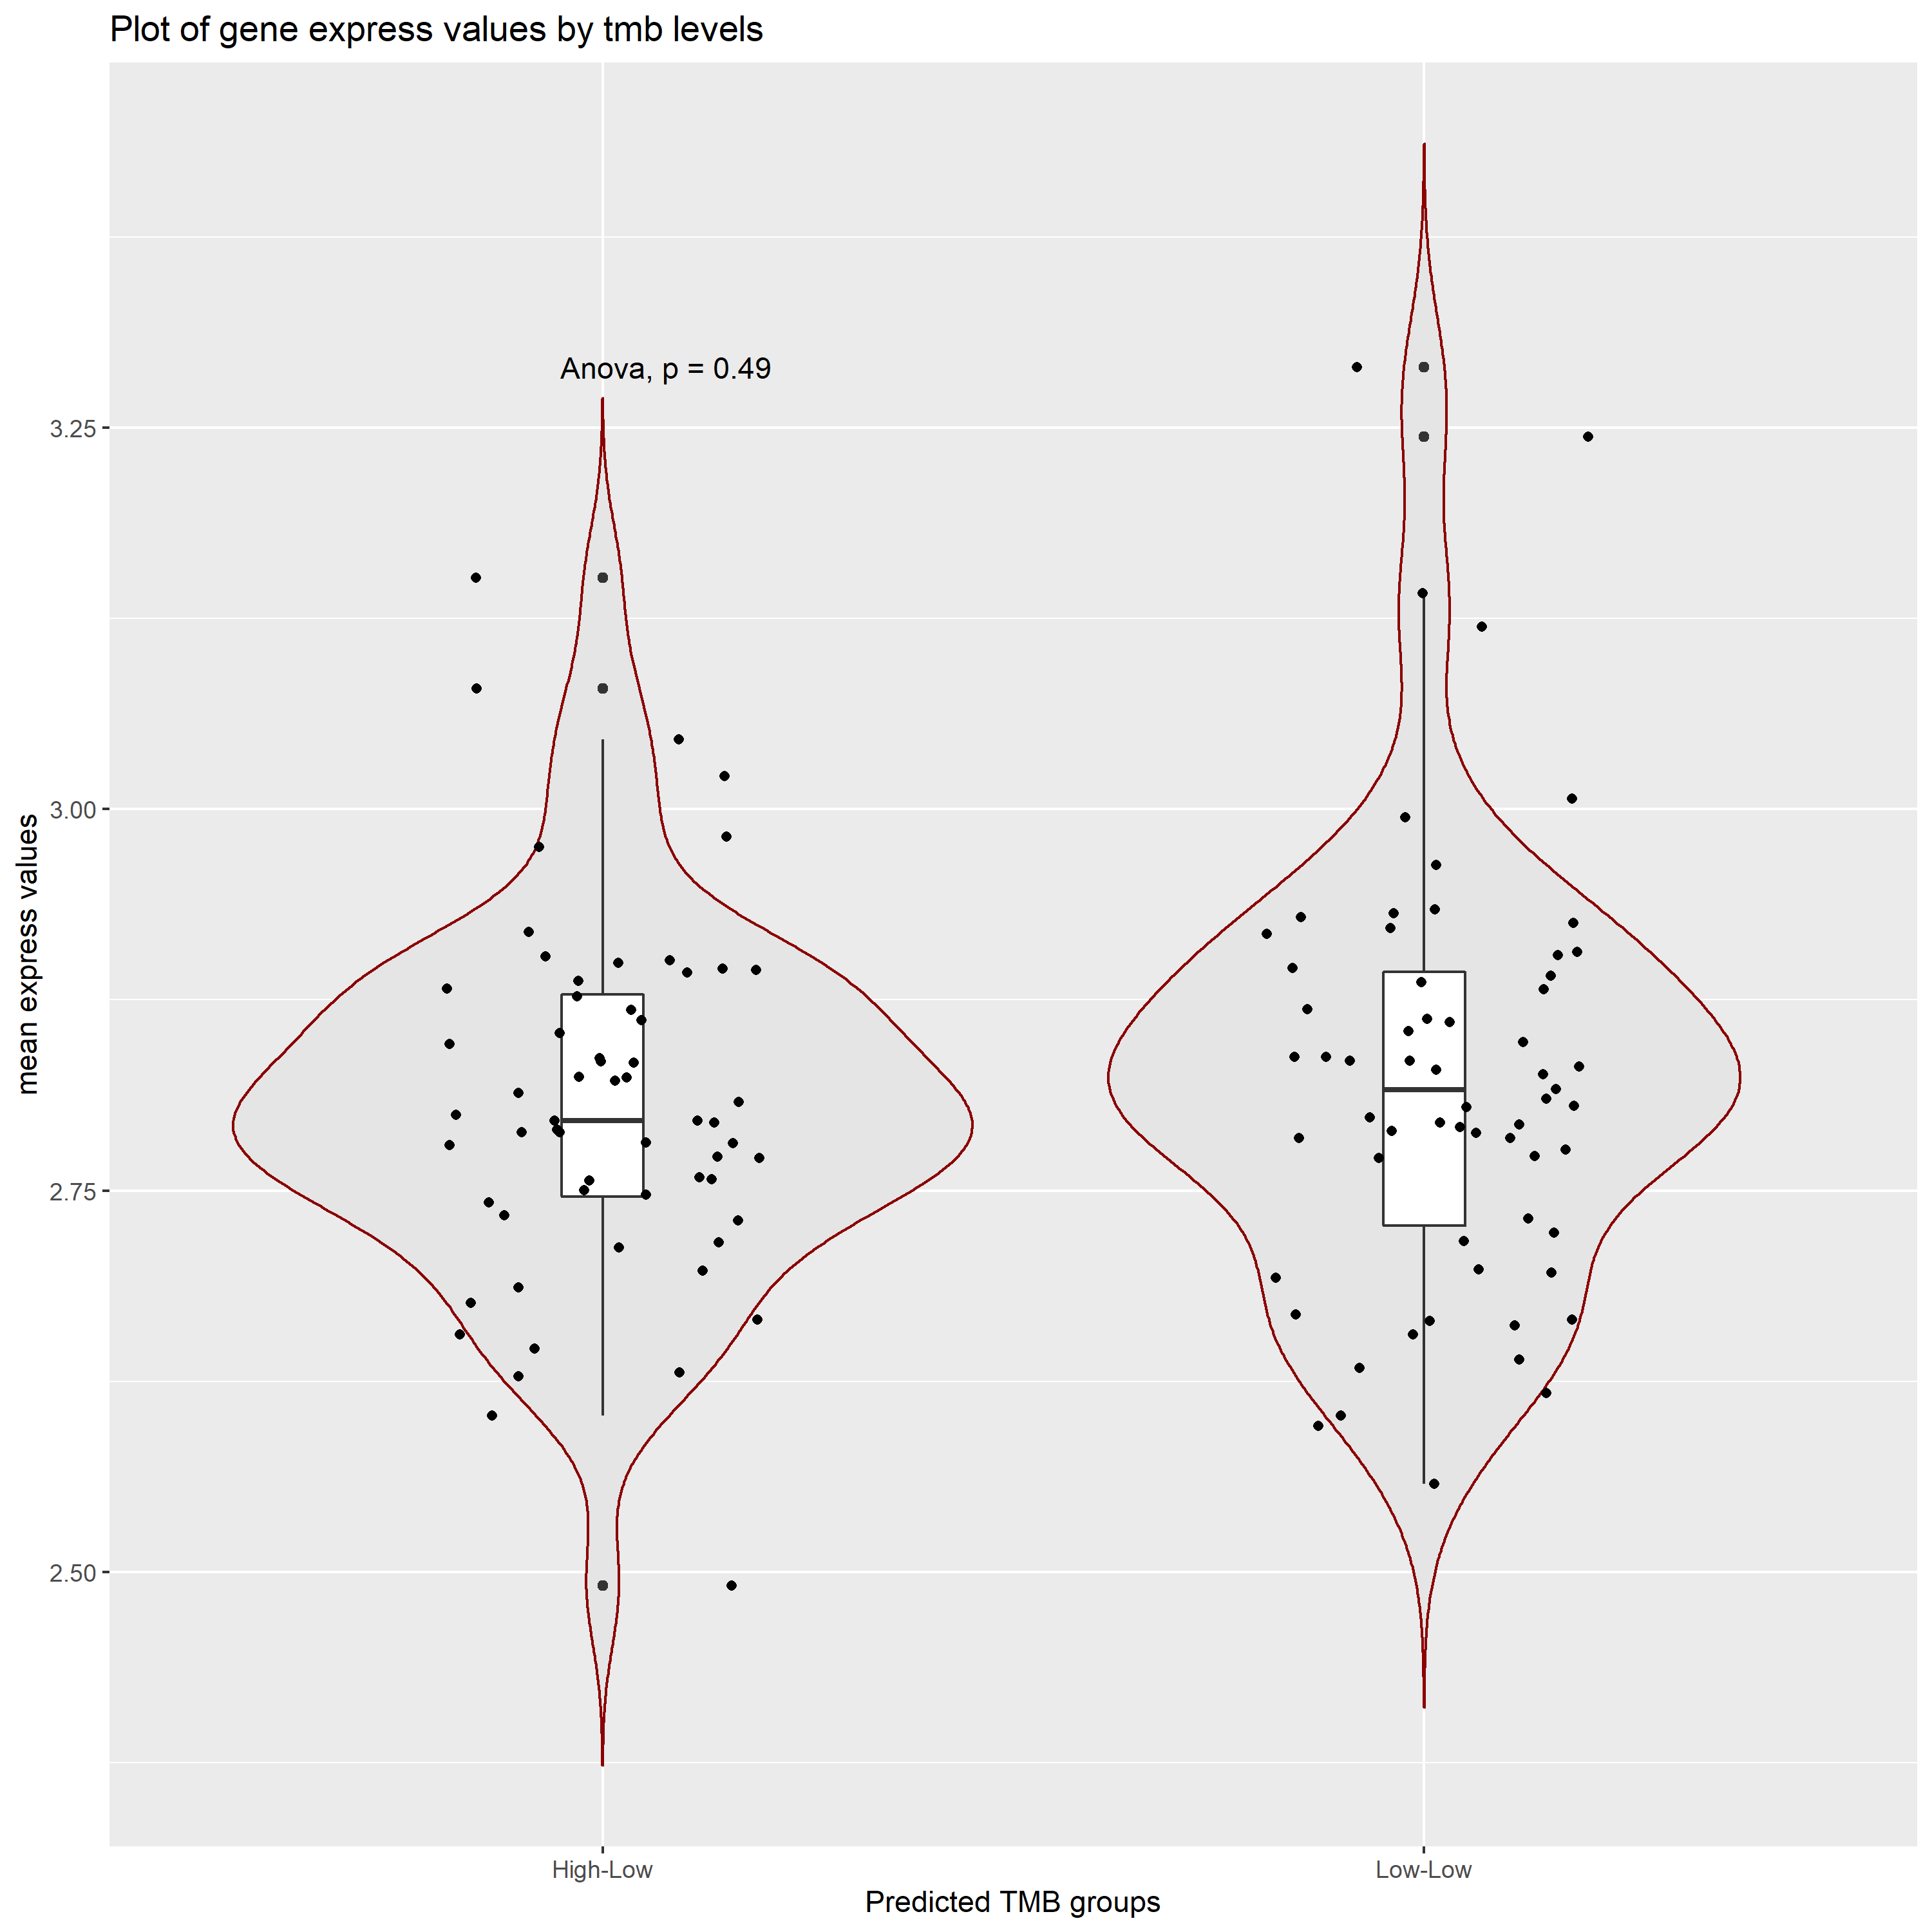 Plot of gene express values by tmb levels
Anova, p = 0.49
3.25
3.00
2.75
2.50
mean express values
High-Low
Low-Low
Predicted TMB groups